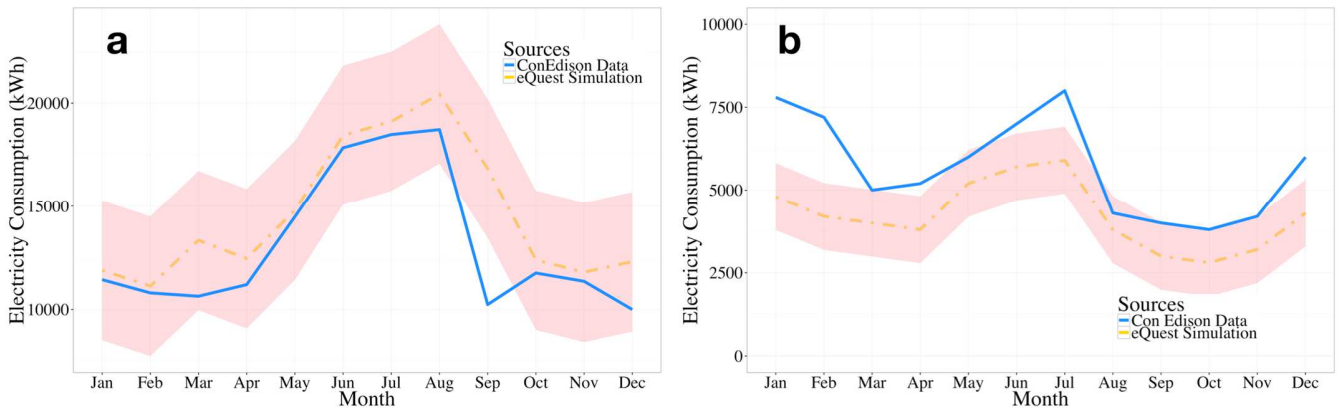 a
Sources
ConEdison Data
eQuest Simulation
Electricity Consumption (kWh)
20000
15000
10000
Jan Feb Mar Apr May Jun Jul Aug Sep Oct Nov Dec
Month
b
Electricity Consumption (kWh)
10000
7500
5000
2500
0
Sources
Con Edison Data
eQuest Simulation
Jan Feb Mar Apr May Jun Jul Aug Sep Oct Nov Dec
Month